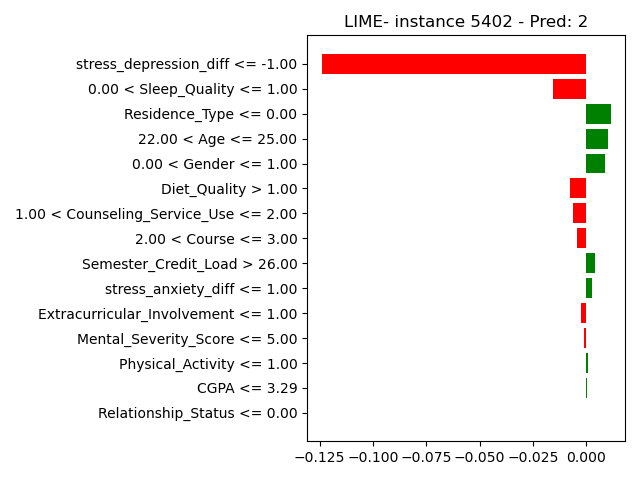 LIME- instance 5402 - Pred: 2
stress_depression_diff <= -1.00
0.00 < Sleep_Quality <= 1.00
Residence_Type <= 0.00
22.00 < Age <= 25.00
0.00 < Gender <= 1.00
Diet_Quality > 1.00
1.00 < Counseling_Service_Use <= 2.00
2.00 < Course <= 3.00
Semester_Credit_Load > 26.00
stress_anxiety_diff <= 1.00
Extracurricular_Involvement <= 1.00
Mental_Severity_Score <= 5.00
Physical_Activity <= 1.00
CGPA <= 3.29
Relationship_Status <= 0.00
−0.125 −0.100 −0.075 −0.050 −0.025 0.000